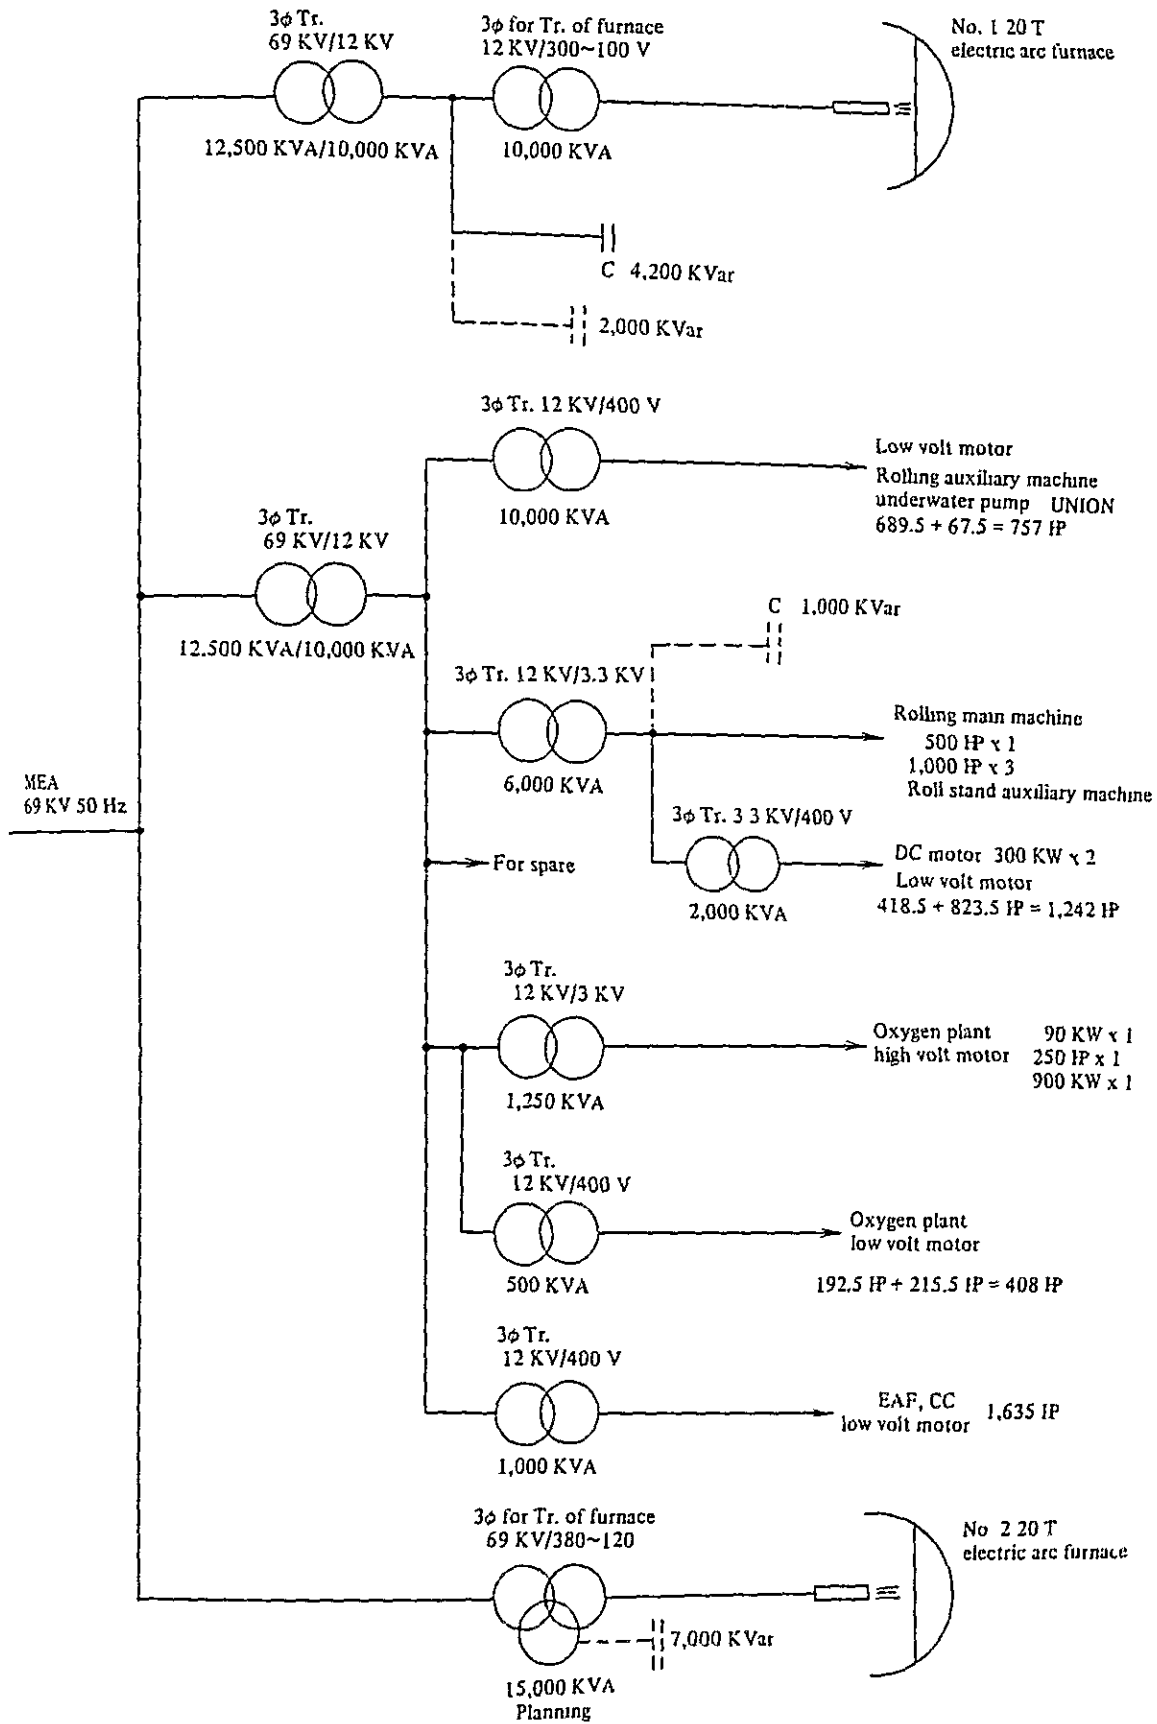 3φ Tr.
69 KV/12 KV
12,500 KVA/10,000 KVA
3φ for Tr. of furnace
12 KV/300~100 V
10,000 KVA
No. 1 20 T
electric arc furnace
C 4,200 KVar
2,000 KVar
3φ Tr. 12 KV/400 V
10,000 KVA
Low volt motor
Rolling auxiliary machine
underwater pump UNION
689.5 + 67.5 = 757 IP
3φ Tr.
69 KV/12 KV
12.500 KVA/10,000 KVA
C 1,000 KVar
3φ Tr. 12 KV/3.3 KV
6,000 KVA
Rolling main machine
500 IP x 1
1,000 IP x 3
Roll stand auxiliary machine
MEA
69 KV 50 Hz
3φ Tr. 3 3 KV/400 V
2,000 KVA
DC motor 300 KW x 2
Low volt motor
418.5 + 823.5 IP = 1,242 IP
For spare
3φ Tr.
12 KV/3 KV
1,250 KVA
Oxygen plant 90 KW x 1
high volt motor 250 IP x 1
900 KW x 1
3φ Tr.
12 KV/400 V
500 KVA
Oxygen plant
low volt motor
192.5 IP + 215.5 IP = 408 IP
3φ Tr.
12 KV/400 V
1,000 KVA
EAF, CC
low volt motor 1,635 IP
3φ for Tr. of furnace
69 KV/380~120
15,000 KVA
Planning
7,000 KVar
No 2 20 T
electric arc furnace